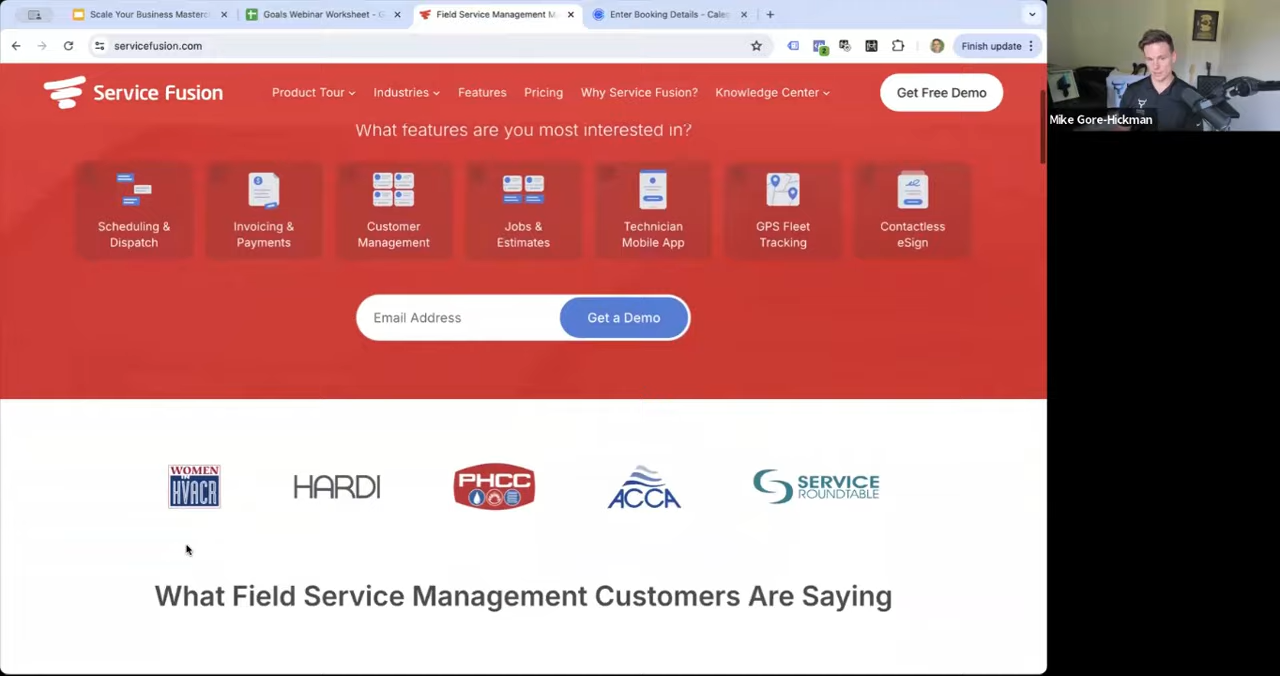 Scale Your Business Masterc
Goals Webinar Worksheet - G
Field Service Management M
Enter Booking Details - Cale
servicefusion.com
2
Finish update
Service Fusion
Product Tour
Industries
Features
Pricing
Why Service Fusion?
Knowledge Center
Get Free Demo
What features are you most interested in?
Scheduling &
Dispatch
Invoicing &
Payments
Customer
Management
Jobs &
Estimates
Technician
Mobile App
GPS Fleet
Tracking
Contactless
eSign
Email Address
Get a Demo
WOMEN
HVACR
HARDI
PHCC
ACCA
SERVICE
ROUNDTABLE
What Field Service Management Customers Are Saying
Mike Gore-Hickman